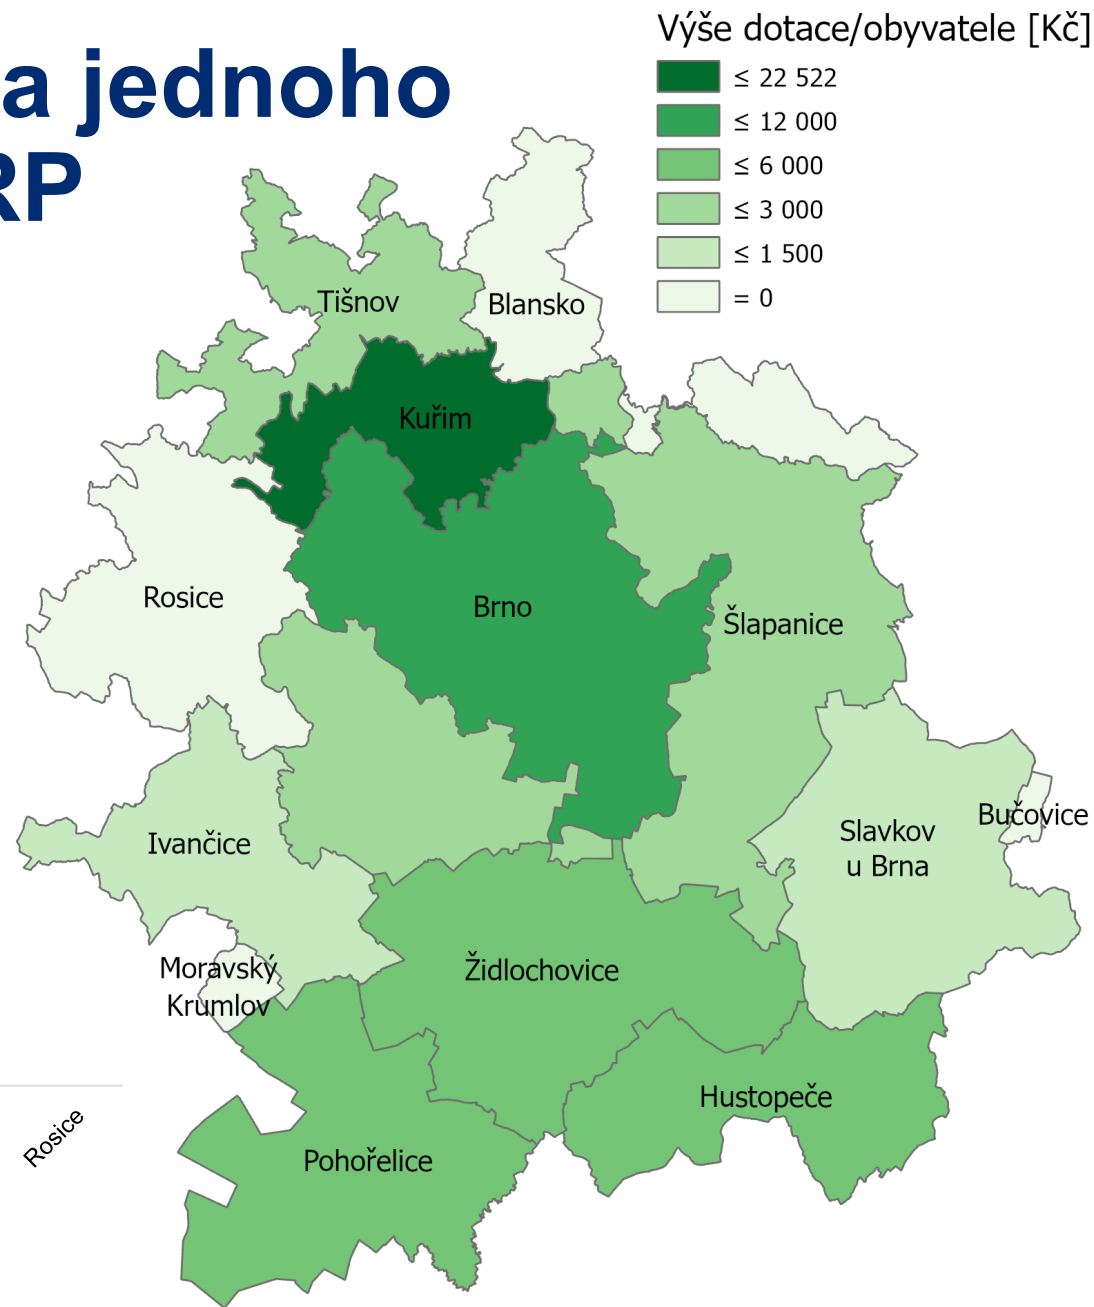 a jednoho
RP
Výše dotace/obyvatele [Kč]
≤ 22 522
≤ 12 000
≤ 6 000
≤ 3 000
≤ 1 500
= 0
Tišnov
Blansko
Kuřim
Rosice
Brno
Šlapanice
Ivančice
Slavkov
u Brna
Bučovice
Moravský
Krumlov
Židlochovice
Hustopeče
Pohořelice
Rosice